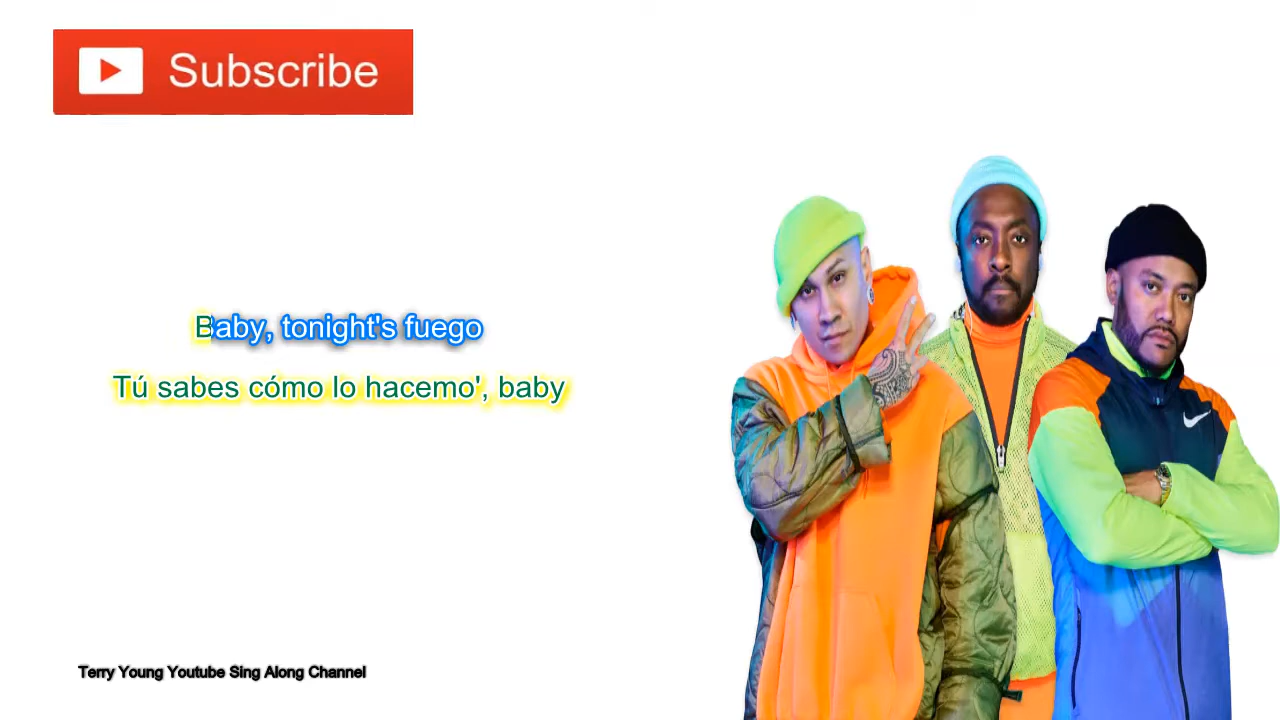 Subscribe
Baby, tonight's fuego
Tú sabes cómo lo hacemo', baby
Terry Young Youtube Sing Along Channel